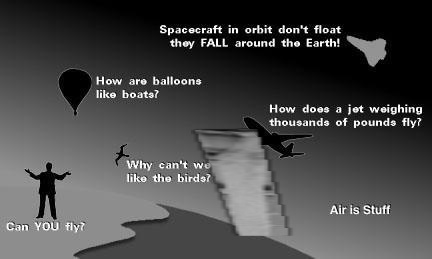 Spacecraft in orbit don't float
they FALL around the Earth!
How are balloons
like boats?
How does a jet weighing
thousands of pounds fly?
Why can't we
like the birds?
Air is Stuff
Can YOU fly?